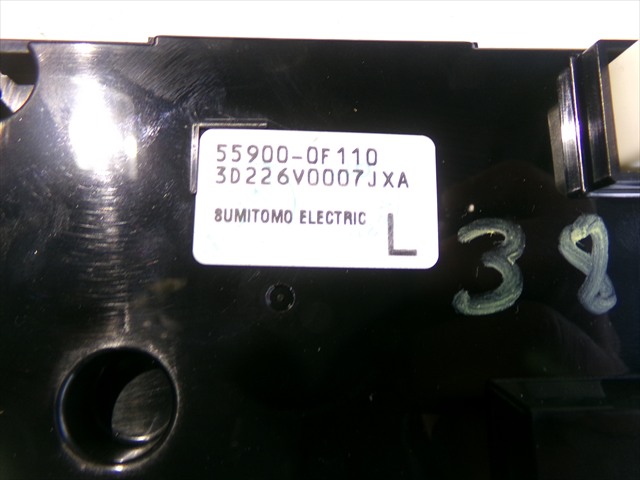 55900-0F110
3D226V0007JXA
SUMITOMO ELECTRIC
L
38